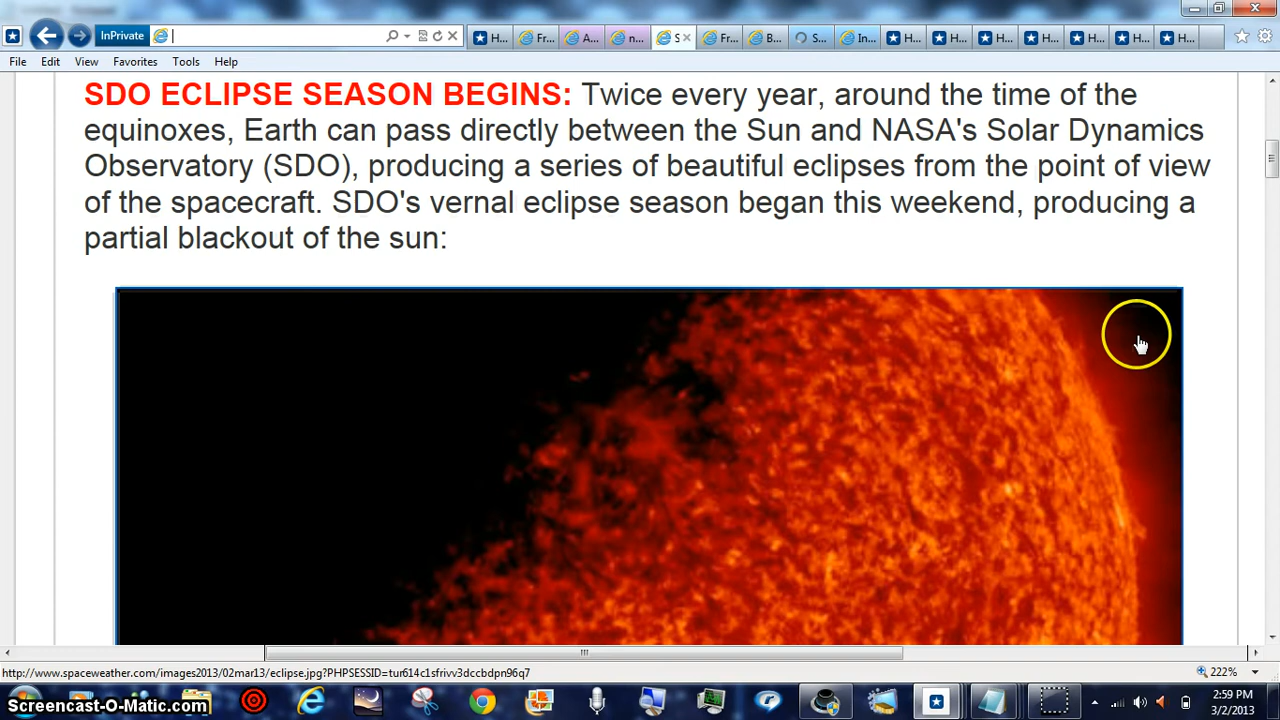 InPrivate
H...
Fr...
A...
n...
S
Fr...
B...
S...
In...
H...
H...
H...
H...
H...
H...
H...
File Edit View Favorites Tools Help
SDO ECLIPSE SEASON BEGINS: Twice every year, around the time of the
equinoxes, Earth can pass directly between the Sun and NASA's Solar Dynamics
Observatory (SDO), producing a series of beautiful eclipses from the point of view
of the spacecraft. SDO's vernal eclipse season began this weekend, producing a
partial blackout of the sun:
http://www.spaceweather.com/images2013/02mar13/eclipse.jpg?PHPSESSID=tur614c1sfrivv3dccbdpn96q7
222%
2:59 PM
3/2/2013
Screencast-O-Matic.com